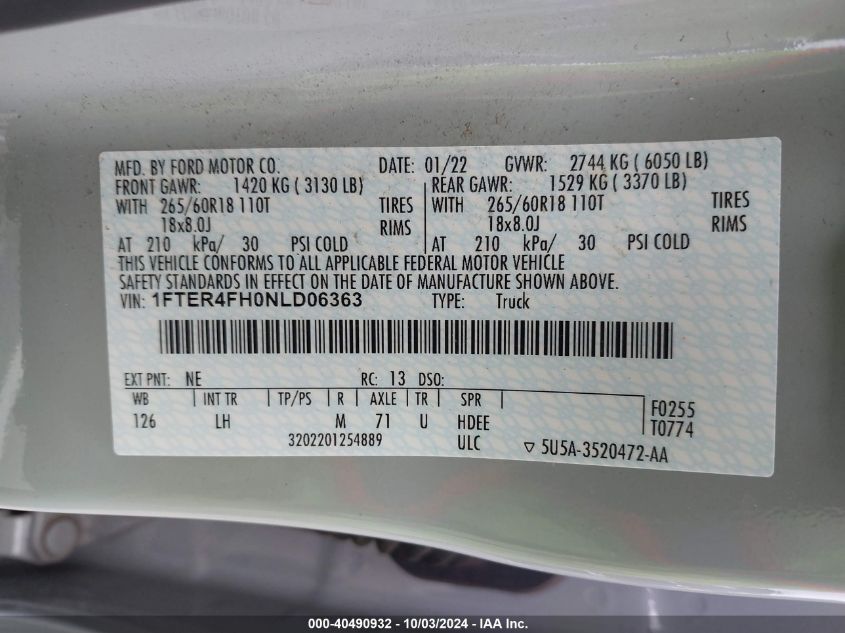 MFD. BY FORD MOTOR CO. DATE: 01/22 GVWR: 2744 KG ( 6050 LB)
FRONT GAWR: 1420 KG ( 3130 LB) REAR GAWR: 1529 KG ( 3370 LB)
WITH 265/60R18 110T TIRES WITH 265/60R18 110T TIRES
18x8.0J RIMS 18x8.0J RIMS
AT 210 kPa/ 30 PSI COLD AT 210 kPa/ 30 PSI COLD
THIS VEHICLE CONFORMS TO ALL APPLICABLE FEDERAL MOTOR VEHICLE
SAFETY STANDARDS IN EFFECT ON THE DATE OF MANUFACTURE SHOWN ABOVE.
VIN: 1FTER4FH0NLD06363 TYPE: Truck
EXT PNT: NE RC: 13 DSO:
WB INT TR TP/PS R AXLE TR SPR
126 LH M 71 U HDEE
F0255
T0774
3202201254889 ULC ▽ 5U5A-3520472-AA
000-40490932 - 10/03/2024 - IAA Inc.